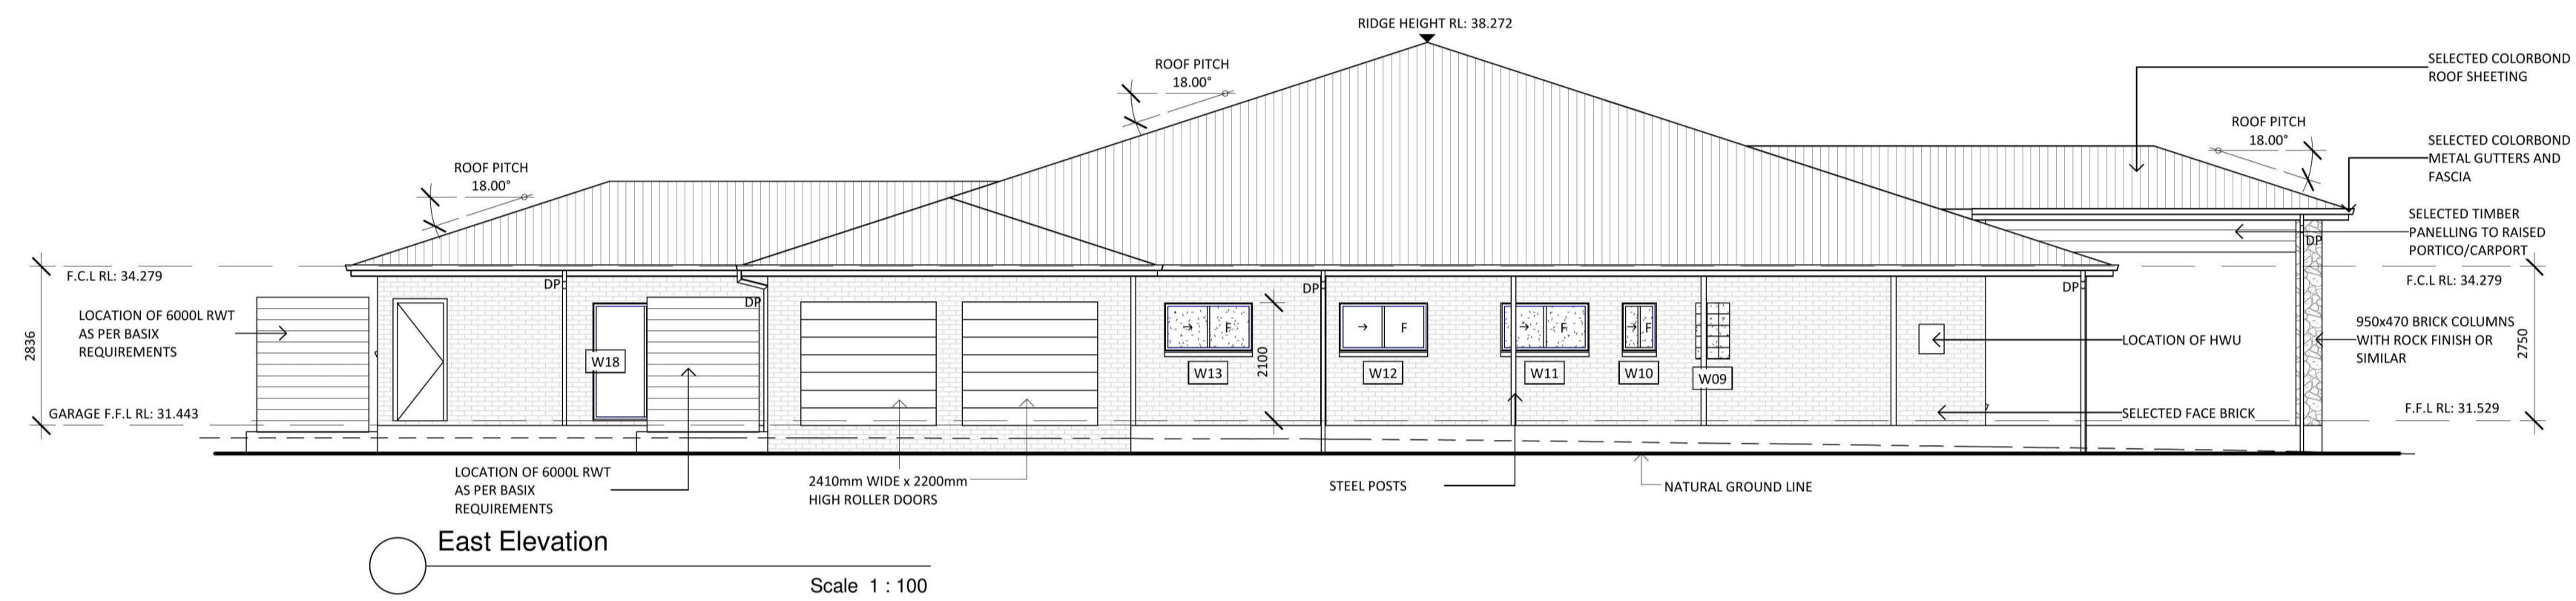 RIDGE HEIGHT RL: 38.272
ROOF PITCH
18.00°
SELECTED COLORBOND
ROOF SHEETING
ROOF PITCH
18.00°
SELECTED COLORBOND
METAL GUTTERS AND
FASCIA
ROOF PITCH
18.00°
SELECTED TIMBER
PANELLING TO RAISED
PORTICO/CARPORT
DP
F.C.L RL: 34.279
F.C.L RL: 34.279
DP
DP
DP
DP
LOCATION OF 6000L RWT
AS PER BASIX
REQUIREMENTS
2836
W18
F
F
F
F
W13
2100
W12
W11
W10
W09
LOCATION OF HWU
950x470 BRICK COLUMNS
WITH ROCK FINISH OR
SIMILAR
2750
GARAGE F.F.L RL: 31.443
SELECTED FACE BRICK
F.F.L RL: 31.529
LOCATION OF 6000L RWT
AS PER BASIX
REQUIREMENTS
2410mm WIDE x 2200mm
HIGH ROLLER DOORS
STEEL POSTS
NATURAL GROUND LINE
East Elevation
Scale 1 : 100